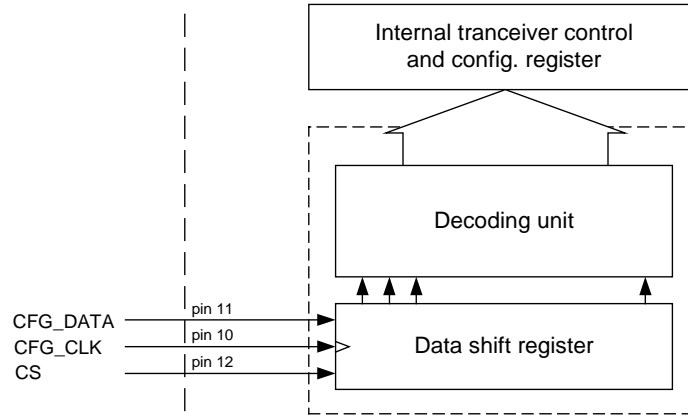 Internal tranceiver control
and config. register
Decoding unit
pin 11
CFG_DATA
pin 10
CFG_CLK
Data shift register
pin 12
CS